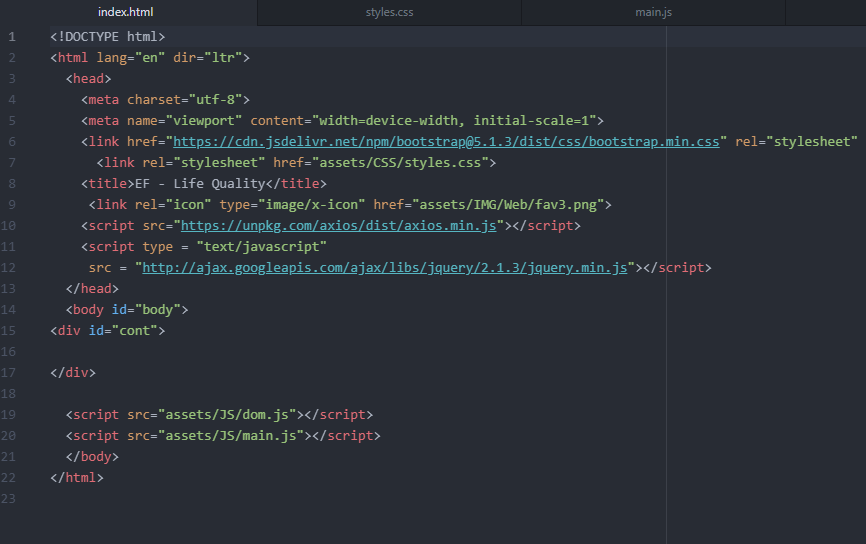 index.html styles.css main.js
1 <!DOCTYPE html>
2 <html lang="en" dir="ltr">
3 <head>
4 <meta charset="utf-8">
5 <meta name="viewport" content="width=device-width, initial-scale=1">
6 <link href="https://cdn.jsdelivr.net/npm/bootstrap@5.1.3/dist/css/bootstrap.min.css" rel="stylesheet"
7 <link rel="stylesheet" href="assets/CSS/styles.css">
8 <title>EF - Life Quality</title>
9 <link rel="icon" type="image/x-icon" href="assets/IMG/Web/fav3.png">
10 <script src="https://unpkg.com/axios/dist/axios.min.js"></script>
11 <script type = "text/javascript"
12 src = "http://ajax.googleapis.com/ajax/libs/jquery/2.1.3/jquery.min.js"></script>
13 </head>
14 <body id="body">
15 <div id="cont">
16
17 </div>
18
19 <script src="assets/JS/dom.js"></script>
20 <script src="assets/JS/main.js"></script>
21 </body>
22 </html>
23